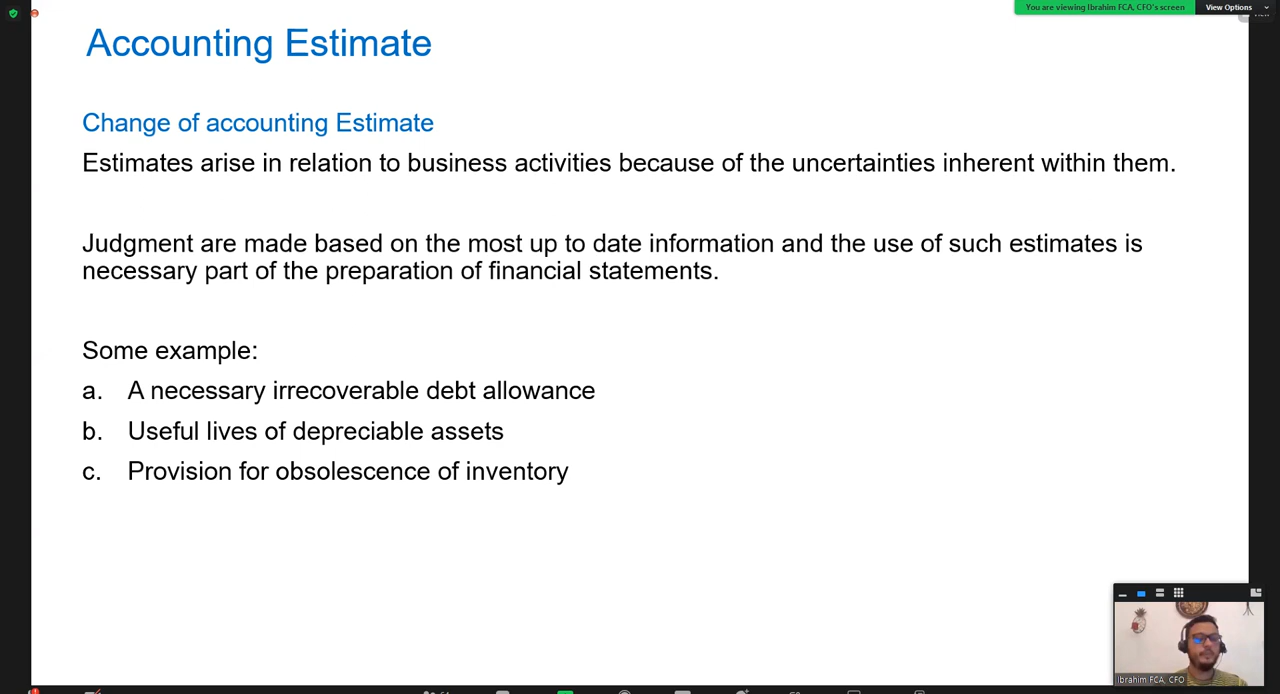 You are viewing Ibrahim FCA, CFO's screen
View Options
View
Accounting Estimate
Change of accounting Estimate
Estimates arise in relation to business activities because of the uncertainties inherent within them.
Judgment are made based on the most up to date information and the use of such estimates is
necessary part of the preparation of financial statements.
Some example:
a. A necessary irrecoverable debt allowance
b. Useful lives of depreciable assets
c. Provision for obsolescence of inventory
Ibrahim FCA, CFO